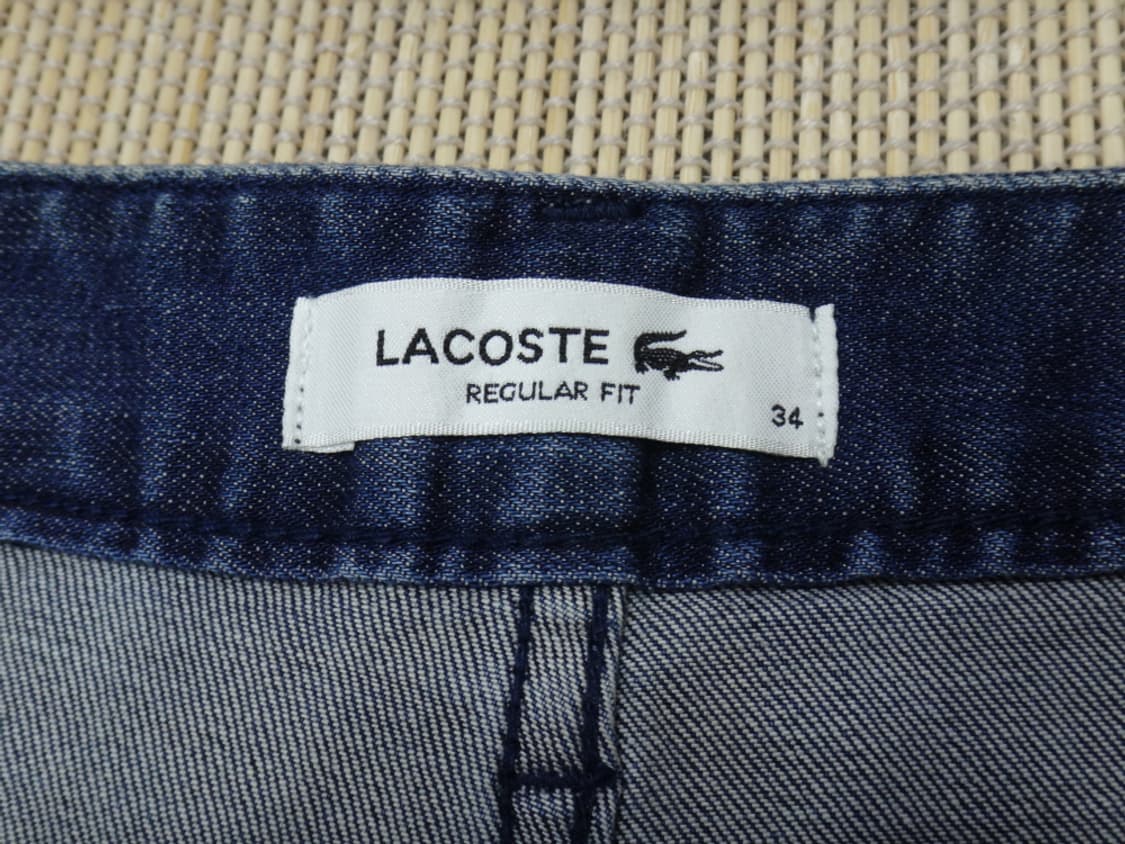 LACOSTE
REGULAR FIT
34